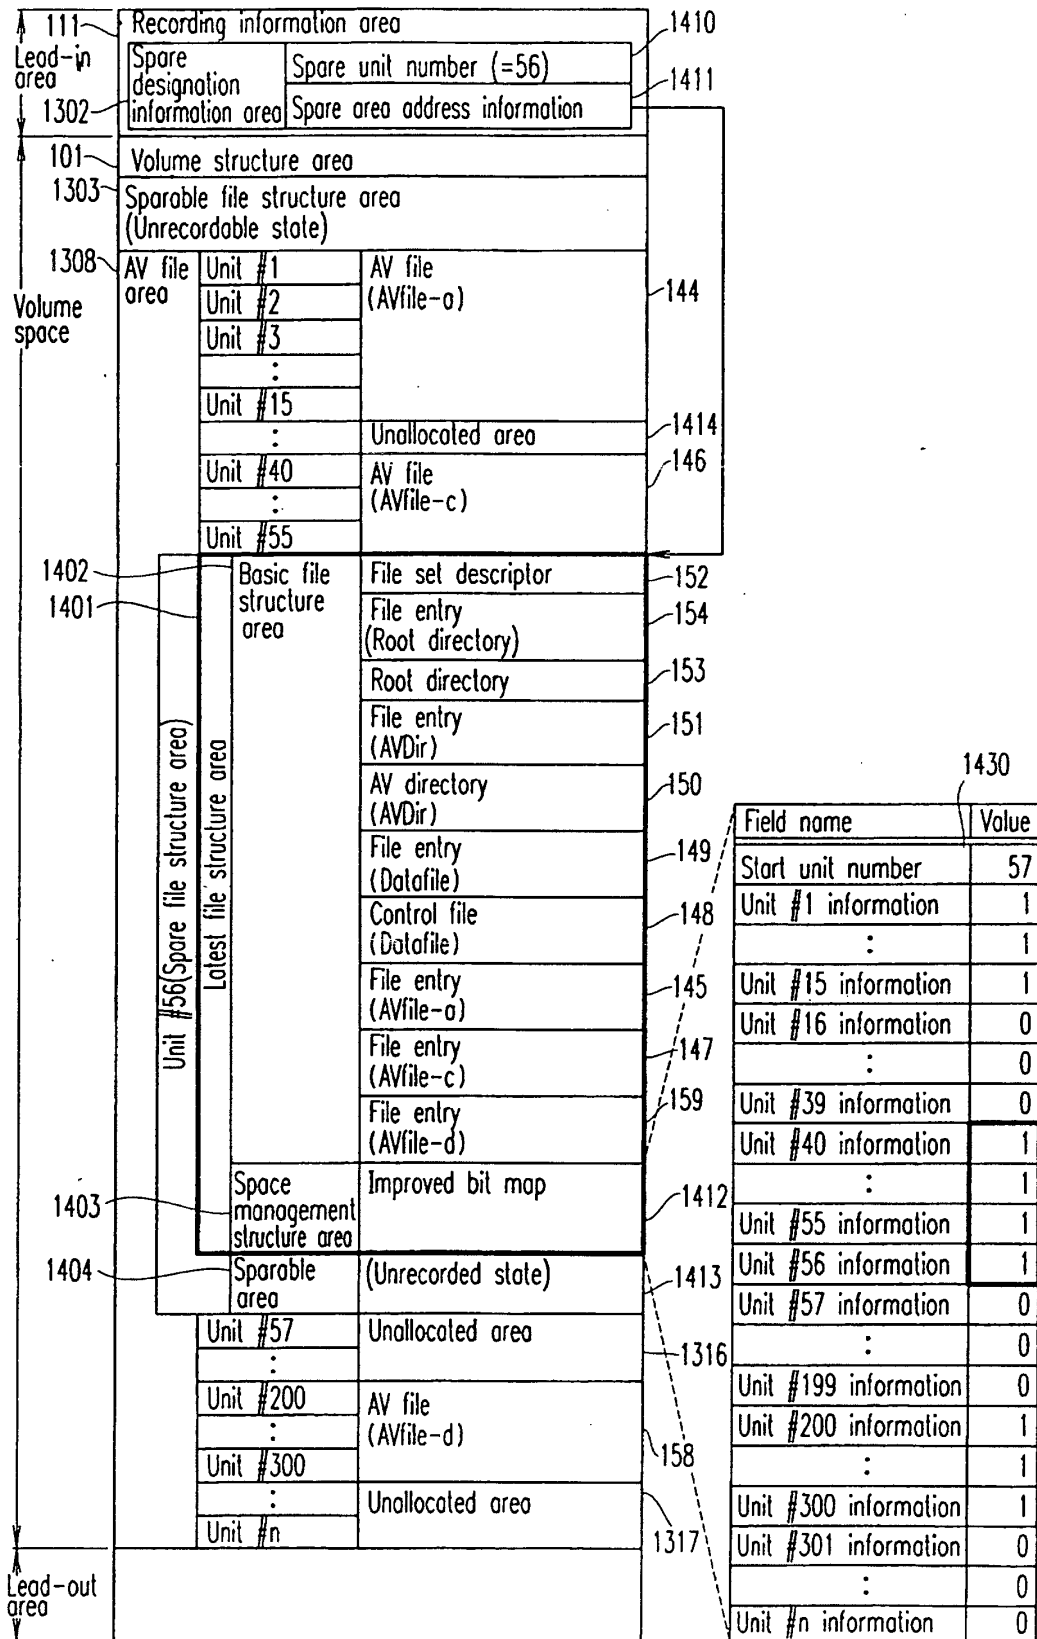 111
Recording information area
1410
Lead-in
area
Spare
designation
information area
Spare unit number (=56)
1411
1302
Spare area address information
101
Volume structure area
1303
Sparable file structure area
(Unrecordable state)
1308
AV file
area
Volume
space
Unit #1
Unit #2
Unit #3
:
Unit #15
AV file
(AVfile-a)
144
:
Unallocated area
1414
Unit #40
:
Unit #55
AV file
(AVfile-c)
146
1402
1401
Unit #56(Spare file structure area)
Latest file structure area
Basic file
structure
area
File set descriptor
152
File entry
(Root directory)
154
Root directory
153
File entry
(AVDir)
151
AV directory
(AVDir)
150
File entry
(Datafile)
149
Control file
(Datafile)
148
File entry
(AVfile-a)
145
File entry
(AVfile-c)
147
File entry
(AVfile-d)
159
1403
Space
management
structure area
Improved bit map
1412
1404
Sparable
area
(Unrecorded state)
1413
Unit #57
:
Unallocated area
1316
Unit #200
:
Unit #300
AV file
(AVfile-d)
158
:
Unit #n
Unallocated area
1317
Lead-out
area
1430
Field name Value
Start unit number 57
Unit #1 information 1
: 1
Unit #15 information 1
Unit #16 information 0
: 0
Unit #39 information 0
Unit #40 information 1
: 1
Unit #55 information 1
Unit #56 information 1
Unit #57 information 0
: 0
Unit #199 information 0
Unit #200 information 1
: 1
Unit #300 information 1
Unit #301 information 0
: 0
Unit #n information 0